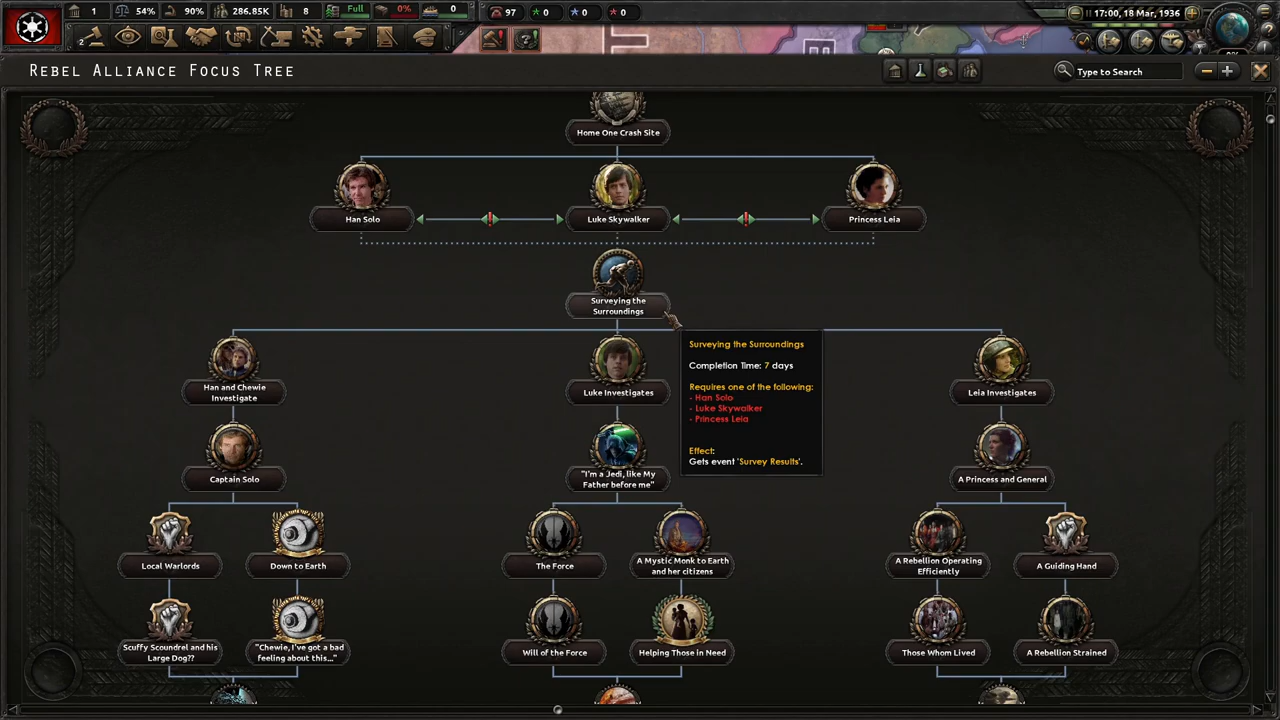 1 54% 90% 286.85K 8 Full 0% 0 97 0 0 0 17:00, 18 Mar, 1936
2
REBEL ALLIANCE FOCUS TREE
Type to Search
Home One Crash Site
Han Solo
Luke Skywalker
Princess Leia
Surveying the
Surroundings
Surveying the Surroundings
Completion Time: 7 days
Requires one of the following:
- Han Solo
- Luke Skywalker
- Princess Leia
Effect:
Gets event 'Survey Results'.
Han and Chewie
Investigate
Luke Investigates
Leia Investigates
Captain Solo
"I'm a Jedi, like My
Father before me"
A Princess and General
Local Warlords
Down to Earth
The Force
A Mystic Monk to Earth
and her citizens
A Rebellion Operating
Efficiently
A Guiding Hand
Scuffy Scoundrel and his
Large Dog??
"Chewie, I've got a bad
feeling about this..."
Will of the Force
Helping Those in Need
Those Whom Lived
A Rebellion Strained